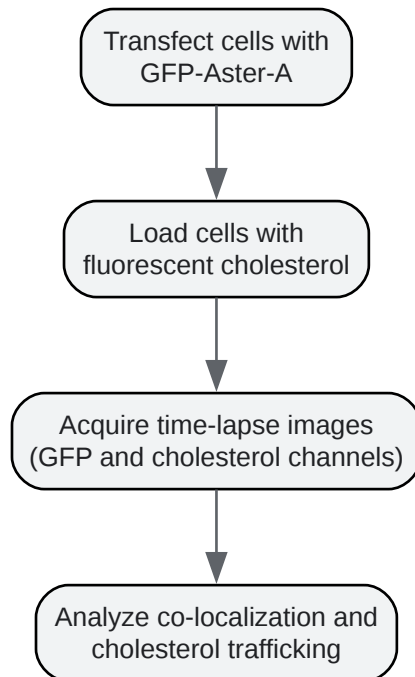 Transfect cells with
GFP-Aster-A
Load cells with
fluorescent cholesterol
Acquire time-lapse images
(GFP and cholesterol channels)
Analyze co-localization and
cholesterol trafficking